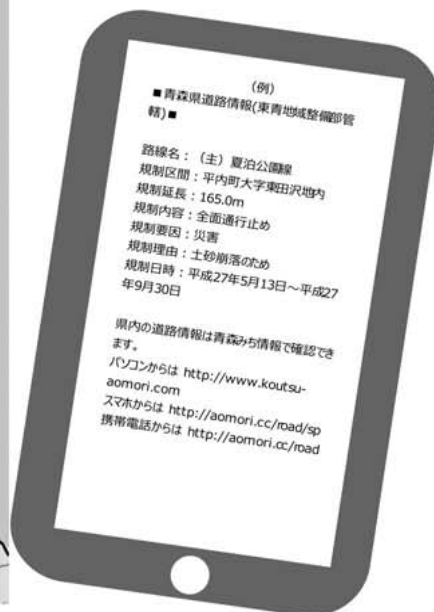 (例)
■青森県道路情報(東青地域整備部管
轄)■
路線名：（主）夏泊公園線
規制区間：平内町大字東田沢地内
規制延長：165.0m
規制内容：全面通行止め
規制要因：災害
規制理由：土砂崩落のため
規制日時：平成27年5月13日～平成27
年9月30日
県内の道路情報は青森みち情報で確認でき
ます。
パソコンからは http://www.koutsu-
aomori.com
スマホからは http://aomori.cc/road/sp
携帯電話からは http://aomori.cc/road